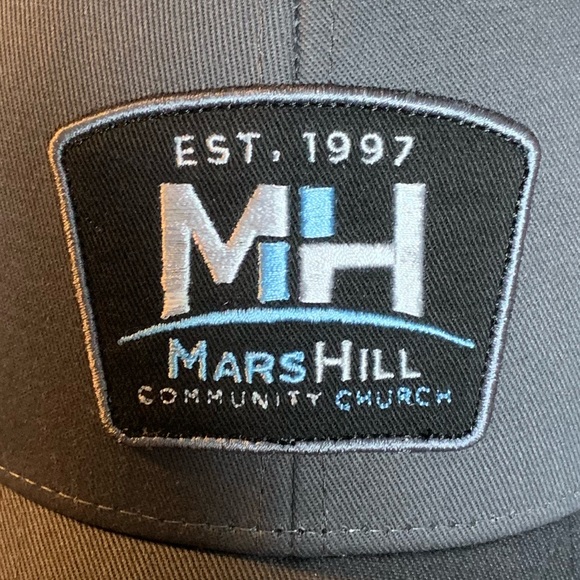 EST. 1997
MH
MARSHILL
COMMUNITY CHURCH